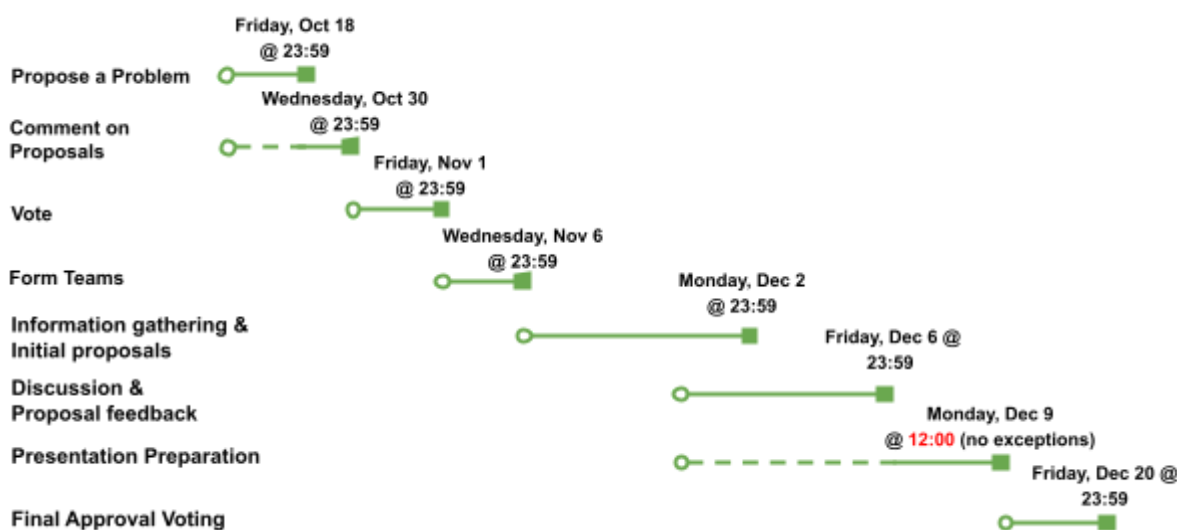 Friday, Oct 18
@ 23:59
Propose a Problem
Wednesday, Oct 30
@ 23:59
Comment on
Proposals
Friday, Nov 1
@ 23:59
Vote
Wednesday, Nov 6
@ 23:59
Form Teams
Monday, Dec 2
@ 23:59
Information gathering &
Initial proposals
Friday, Dec 6 @
23:59
Discussion &
Proposal feedback
Monday, Dec 9
@ 12:00 (no exceptions)
Presentation Preparation
Friday, Dec 20 @
23:59
Final Approval Voting